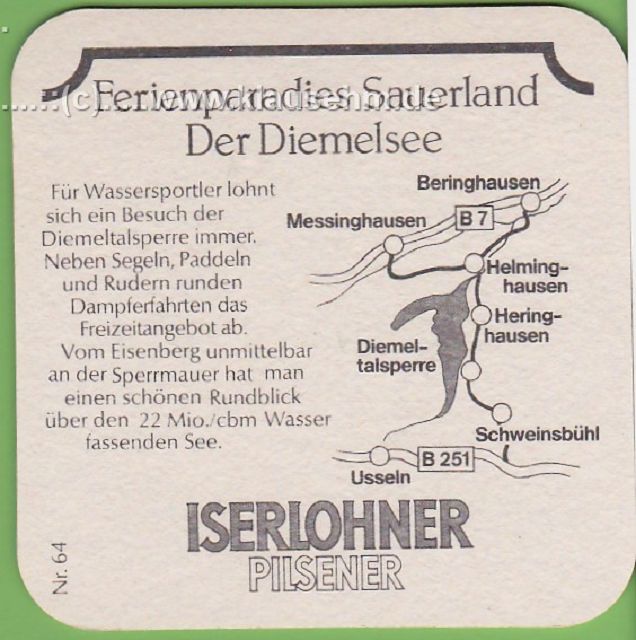 Ferienparadies Sauerland
......(c)......www.klausehm.de
Der Diemelsee
Für Wassersportler lohnt
sich ein Besuch der
Diemeltalsperre immer.
Neben Segeln, Paddeln
und Rudern runden
Dampferfahrten das
Freizeitangebot ab.
Vom Eisenberg unmittelbar
an der Sperrmauer hat man
einen schönen Rundblick
über den 22 Mio./cbm Wasser
fassenden See.
Beringhausen
Messinghausen
B 7
Helming-
hausen
Hering-
hausen
Diemel-
talsperre
Schweinsbühl
B 251
Usseln
ISERLOHNER
PILSENER
Nr. 64